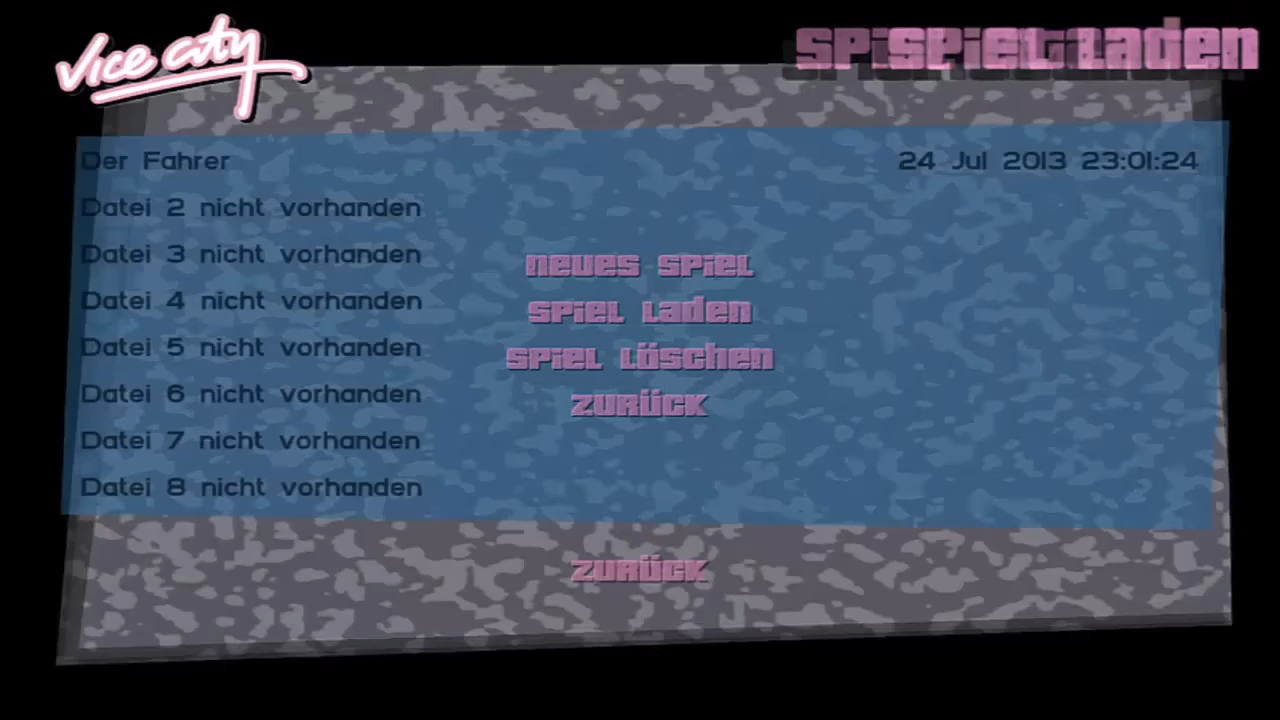 Vice City
Spiel laden
Der Fahrer 24 Jul 2013 23:01:24
Datei 2 nicht vorhanden
Datei 3 nicht vorhanden
neues Spiel
Datei 4 nicht vorhanden
Spiel laden
Datei 5 nicht vorhanden
Spiel löschen
Datei 6 nicht vorhanden
zurück
Datei 7 nicht vorhanden
Datei 8 nicht vorhanden
zurück